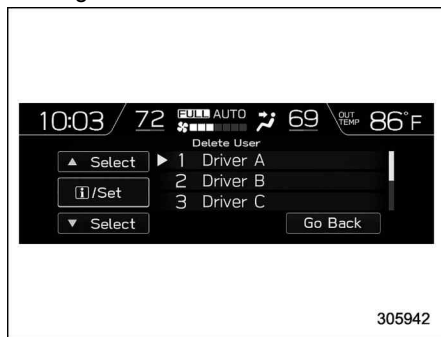 10:03 72 FULL AUTO 69 OUT TEMP 86°F
Delete User
▲ Select ▶ 1 Driver A
i/Set 2 Driver B
3 Driver C
▼ Select Go Back
305942